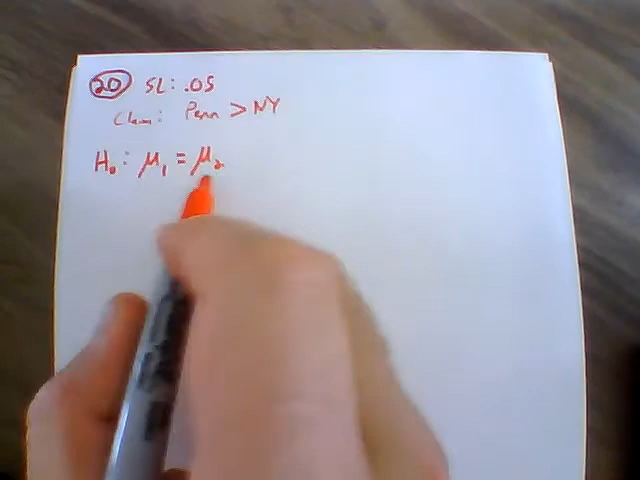 20 SL: .05
Claim: Penn > NY
H₀: μ₁ = μ₂